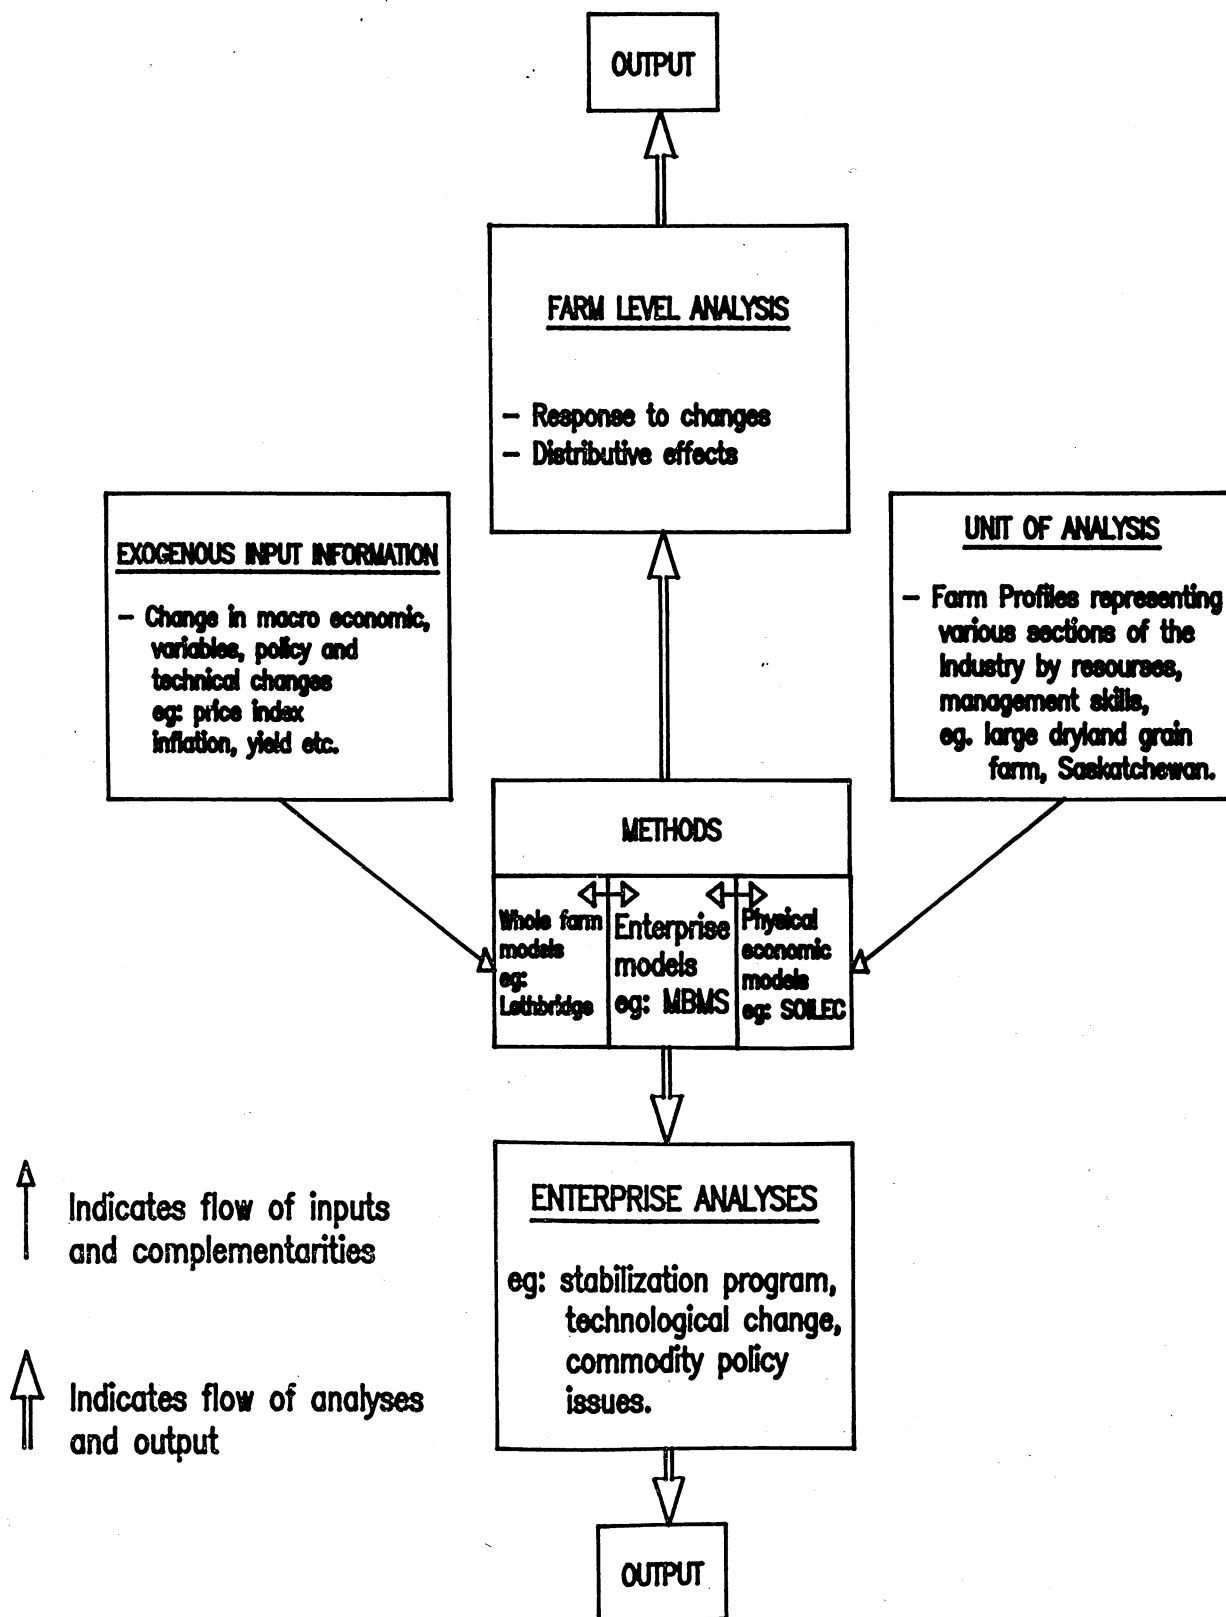 OUTPUT
FARM LEVEL ANALYSIS
- Response to changes
- Distributive effects
EXOGENOUS INPUT INFORMATION
- Change in macro economic,
variables, policy and
technical changes
eg: price index
inflation, yield etc.
UNIT OF ANALYSIS
- Farm Profiles representing
various sections of the
Industry by resourses,
management skills,
eg. large dryland grain
farm, Saskatchewan.
METHODS
Whole farm
models
eg:
Lethbridge
Enterprise
models
eg: MBMS
Physical
economic
models
eg: SOILEC
ENTERPRISE ANALYSES
eg: stabilization program,
technological change,
commodity policy
issues.
Indicates flow of inputs
and complementarities
Indicates flow of analyses
and output
OUTPUT